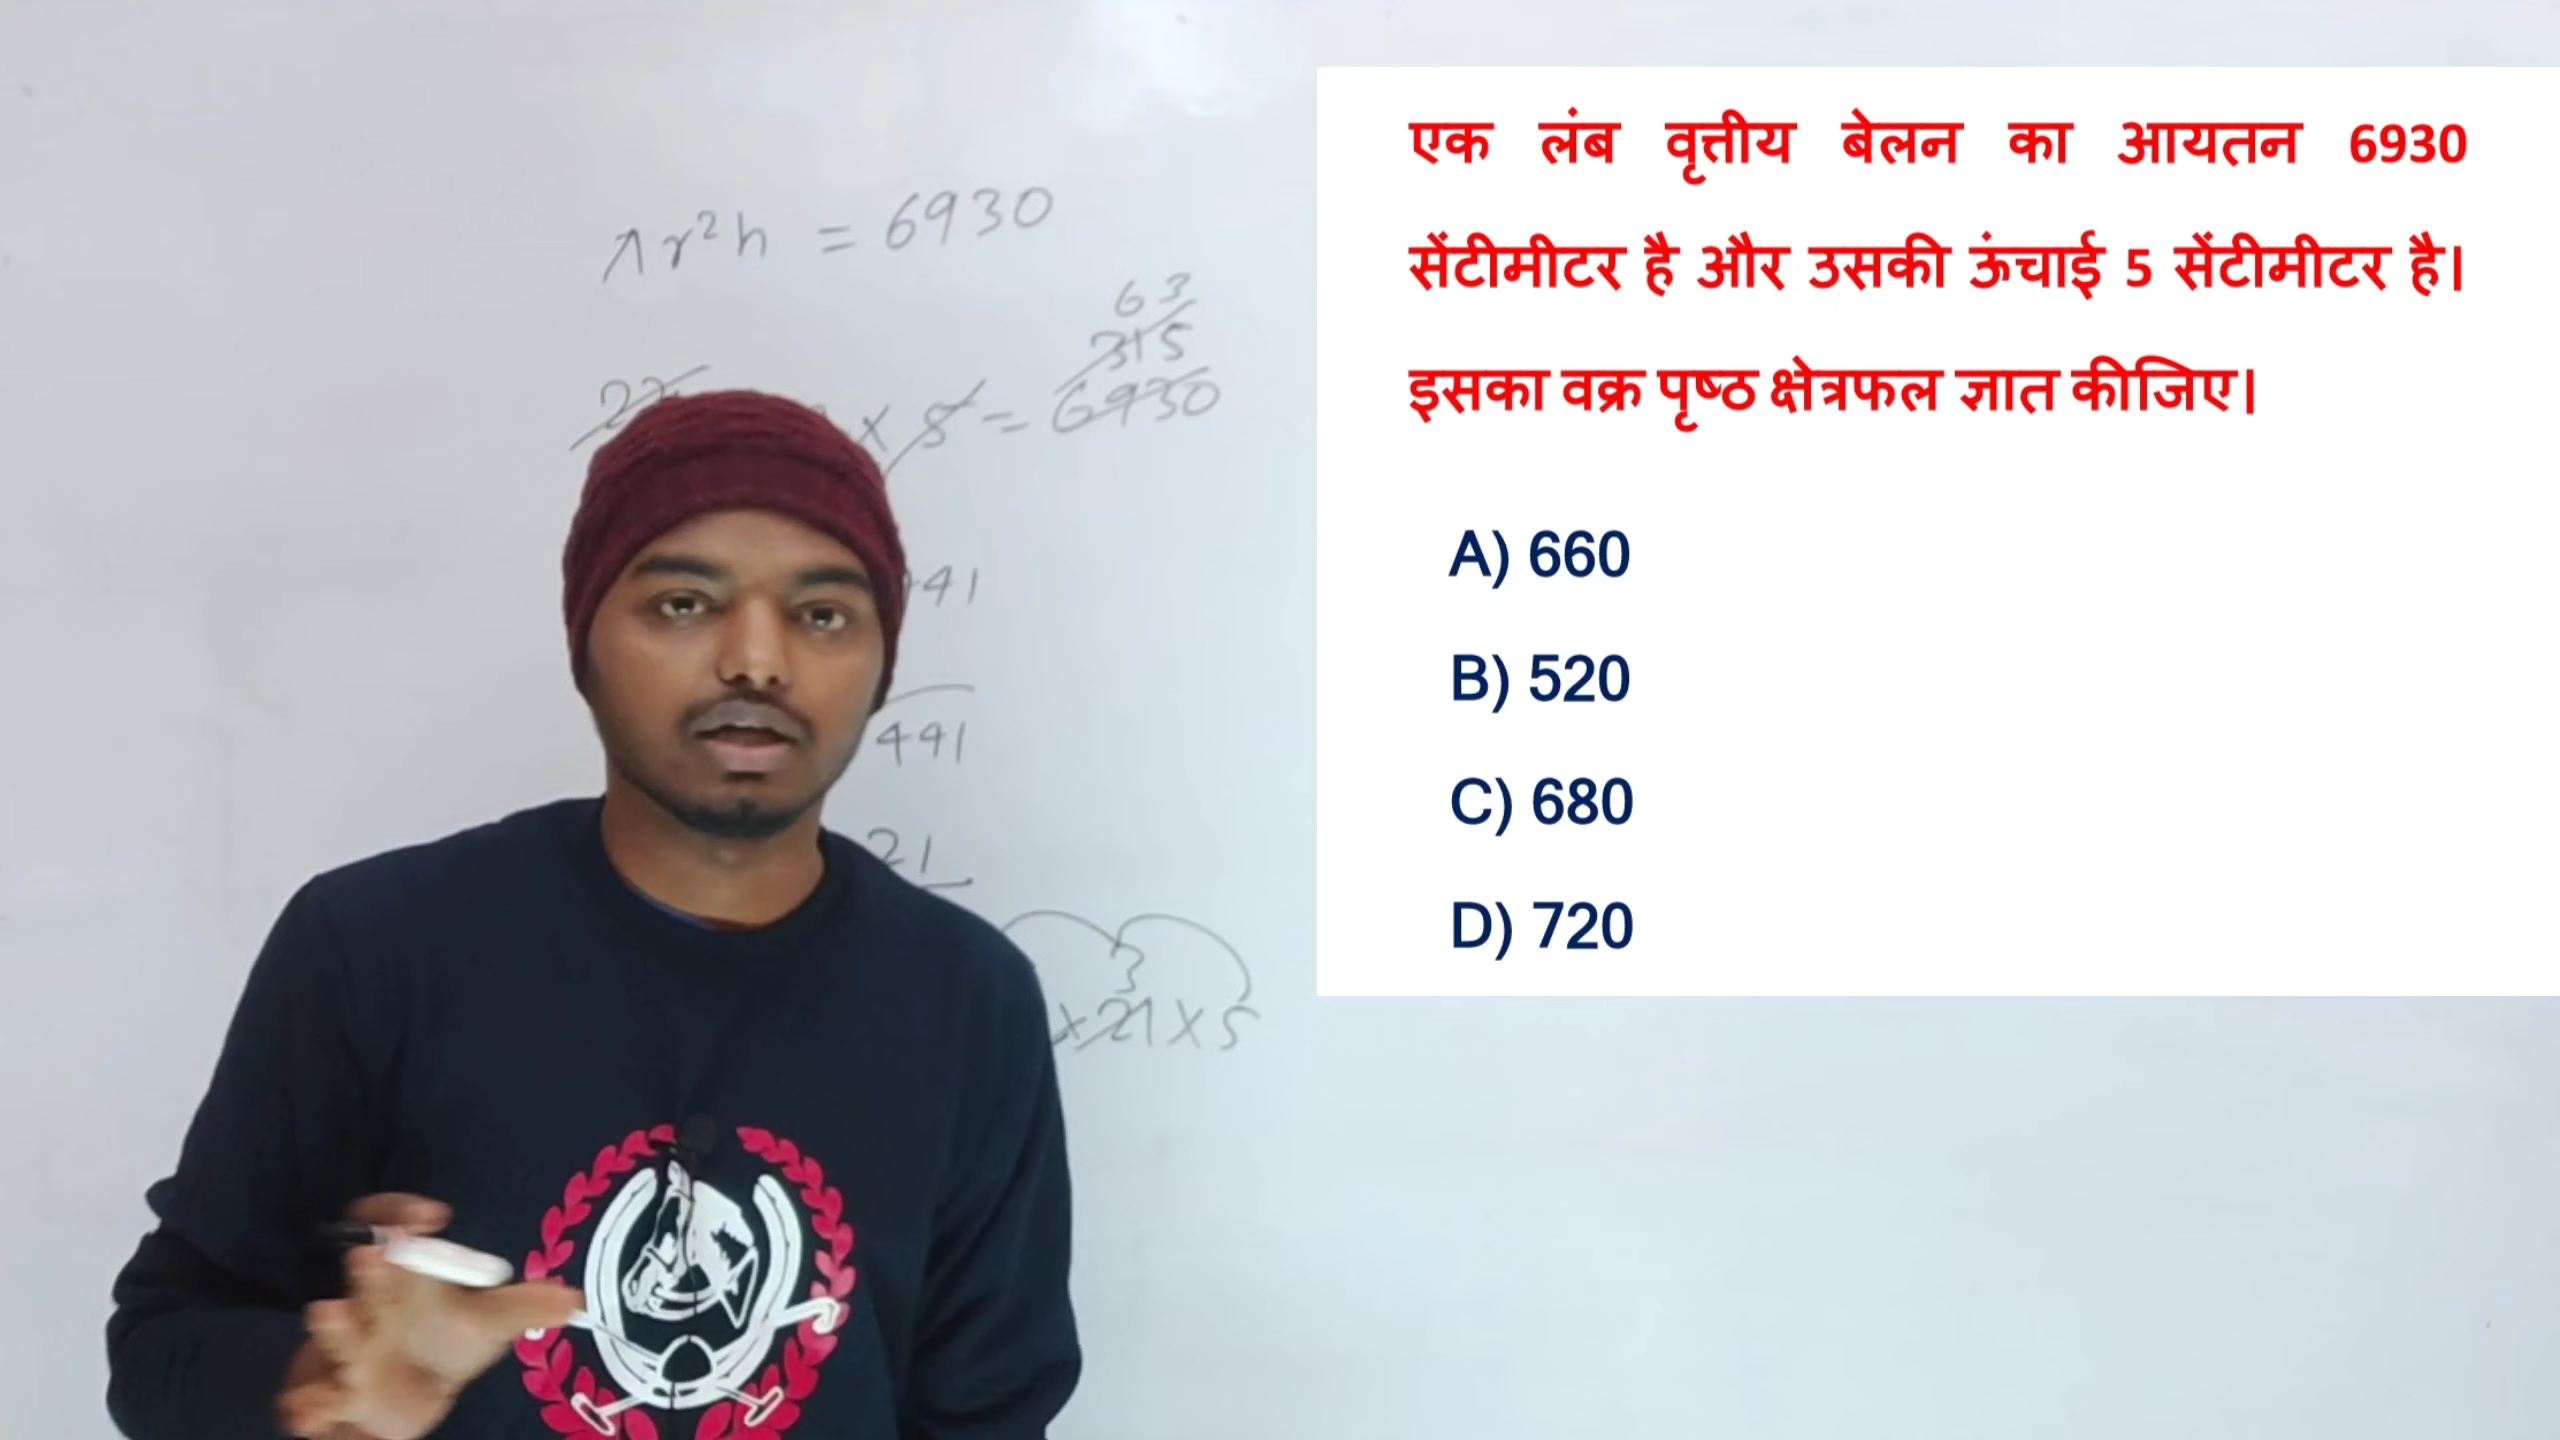 πr²h = 6930
63
315
× 5 = 6930
441
21
3
×21×5
एक लंब वृत्तीय बेलन का आयतन 6930
सेंटीमीटर है और उसकी ऊंचाई 5 सेंटीमीटर है।
इसका वक्र पृष्ठ क्षेत्रफल ज्ञात कीजिए।
A) 660
B) 520
C) 680
D) 720